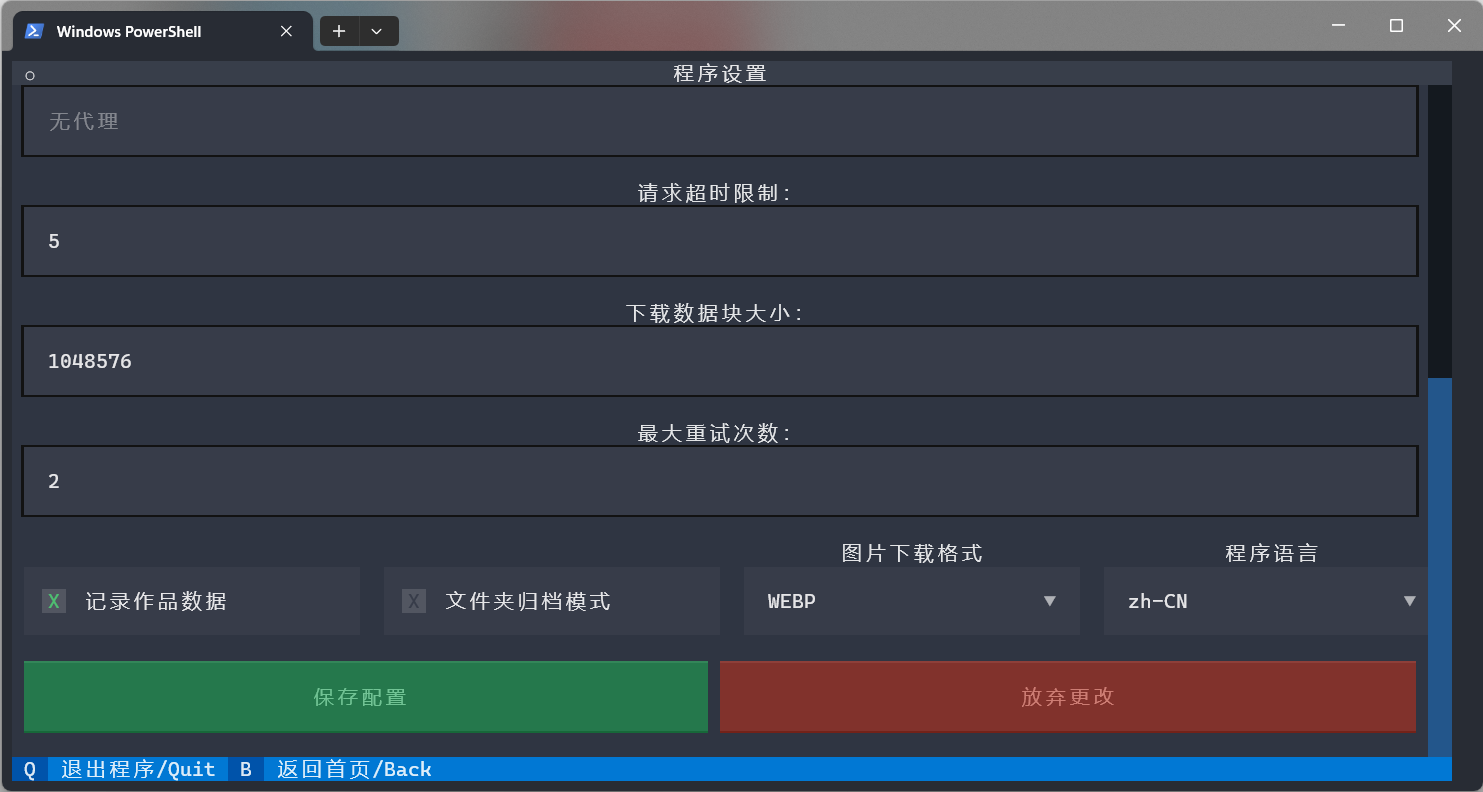 Windows PowerShell
程序设置
无代理
请求超时限制:
5
下载数据块大小:
1048576
最大重试次数:
2
图片下载格式 程序语言
X 记录作品数据 X 文件夹归档模式 WEBP zh-CN
保存配置 放弃更改
Q 退出程序/Quit B 返回首页/Back